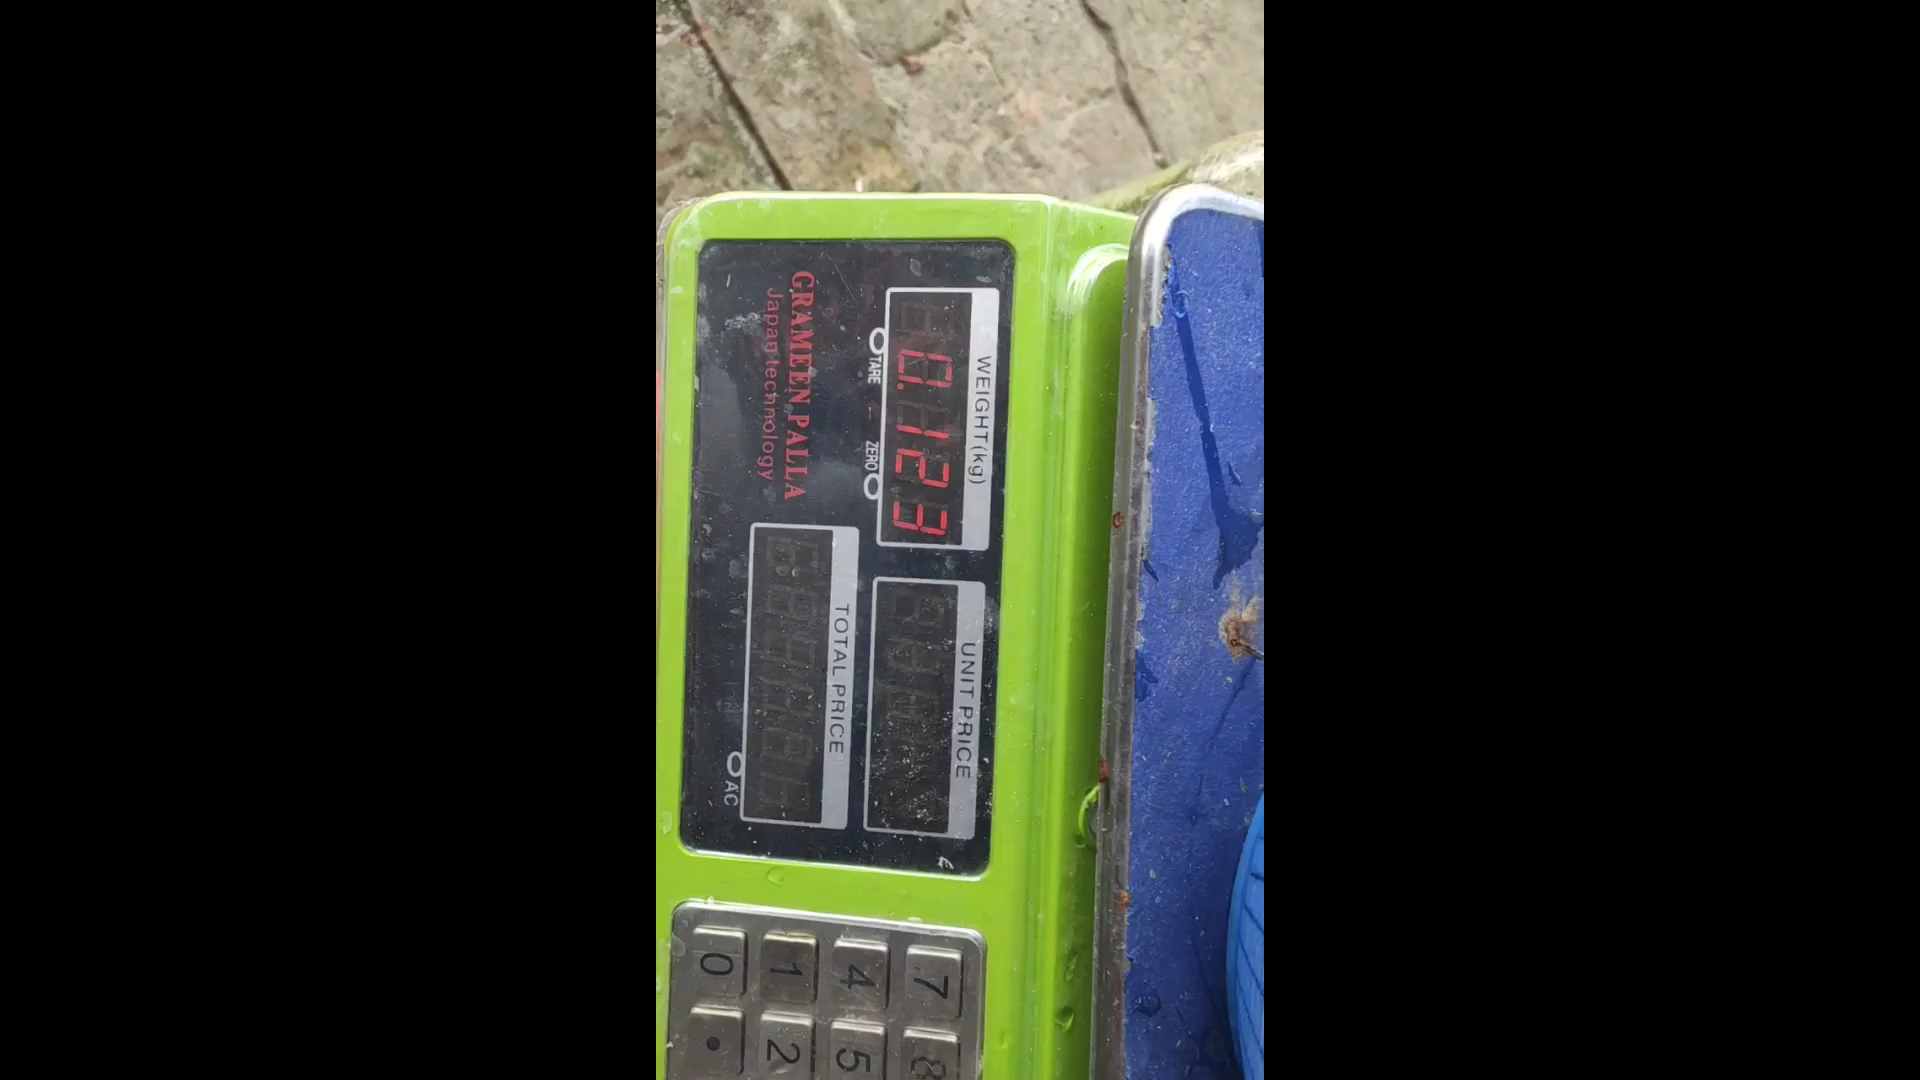 WEIGHT(kg)
0.123
TARE
ZERO
UNIT PRICE
GRAMEEN PALLA
Japan technology
TOTAL PRICE
AC
7
8
4
5
1
2
0
.